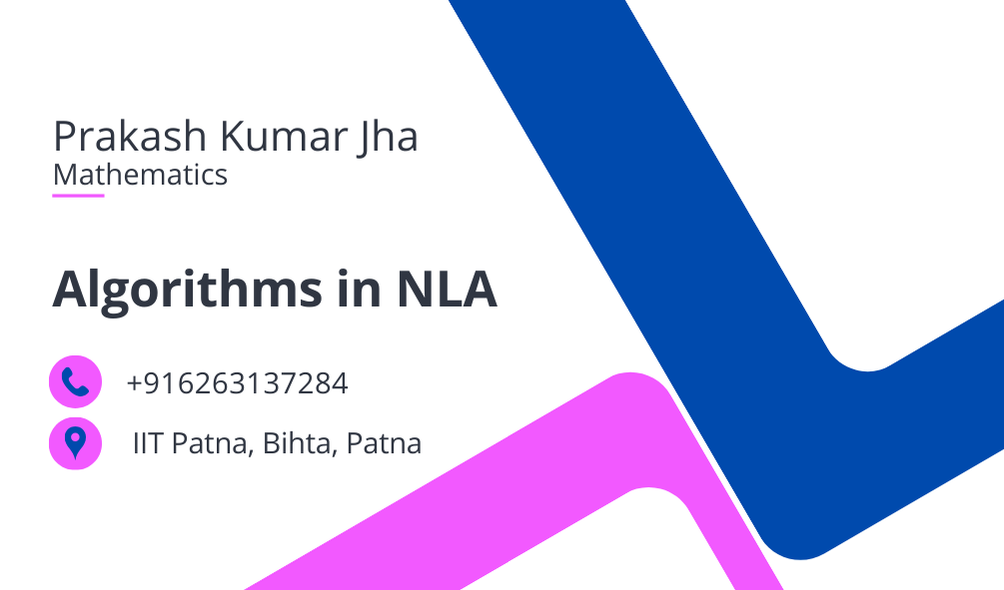 Prakash Kumar Jha
Mathematics
Algorithms in NLA
+916263137284
IIT Patna, Bihta, Patna